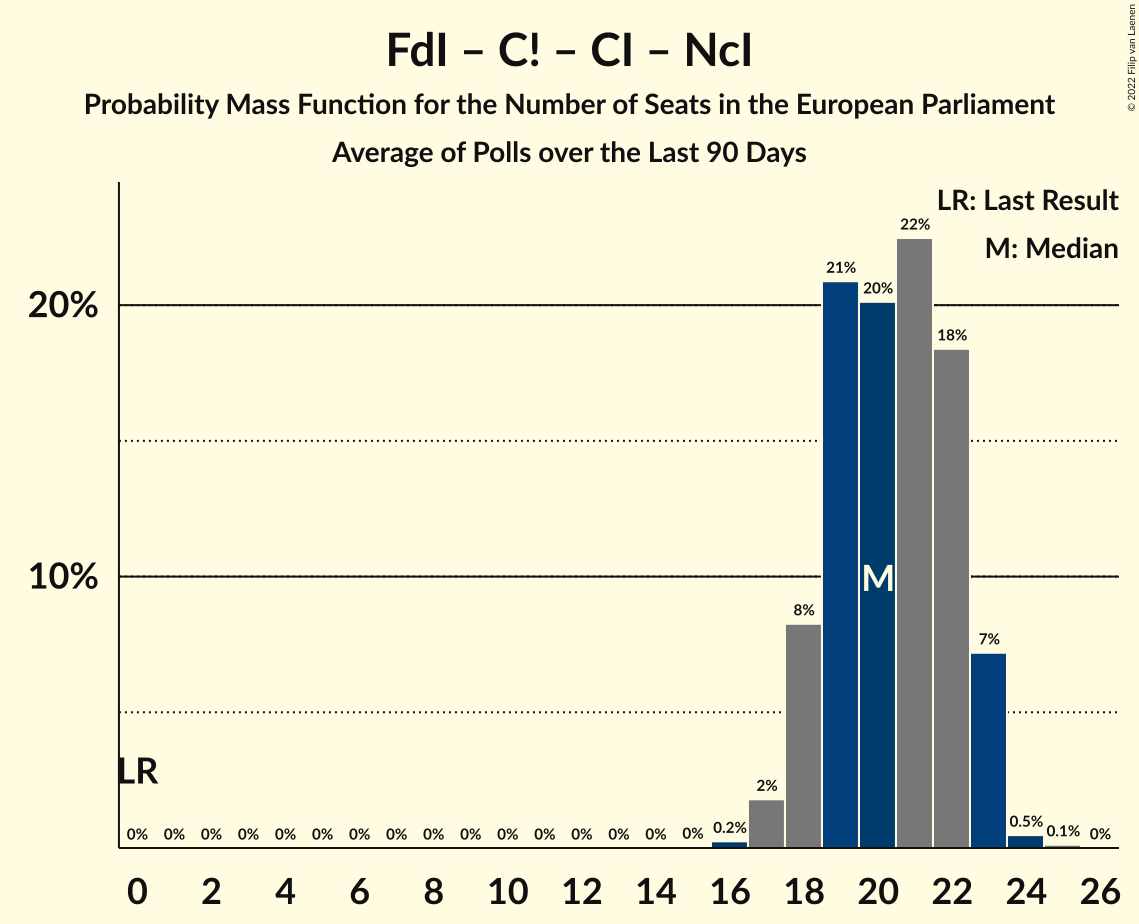 FdI – C! – CI – NcI
Probability Mass Function for the Number of Seats in the European Parliament
Average of Polls over the Last 90 Days
© 2022 Filip van Laenen
LR: Last Result
M: Median
20%
10%
LR
M
0% 0% 0% 0% 0% 0% 0% 0% 0% 0% 0% 0% 0% 0% 0% 0% 0.2% 2% 8% 21% 20% 22% 18% 7% 0.5% 0.1% 0%
0 2 4 6 8 10 12 14 16 18 20 22 24 26